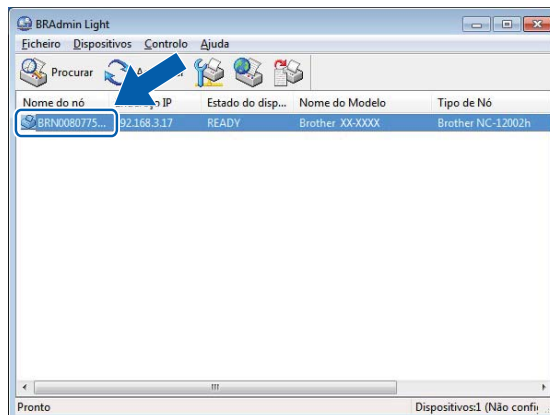 BRAdmin Light
Ficheiro Dispositivos Controlo Ajuda
Procurar
Nome do nó IP Estado do disp... Nome do Modelo Tipo de Nó
BRN0080775... 92.168.3.17 READY Brother XX-XXXX Brother NC-12002h
Pronto Dispositivos:1 (Não confi